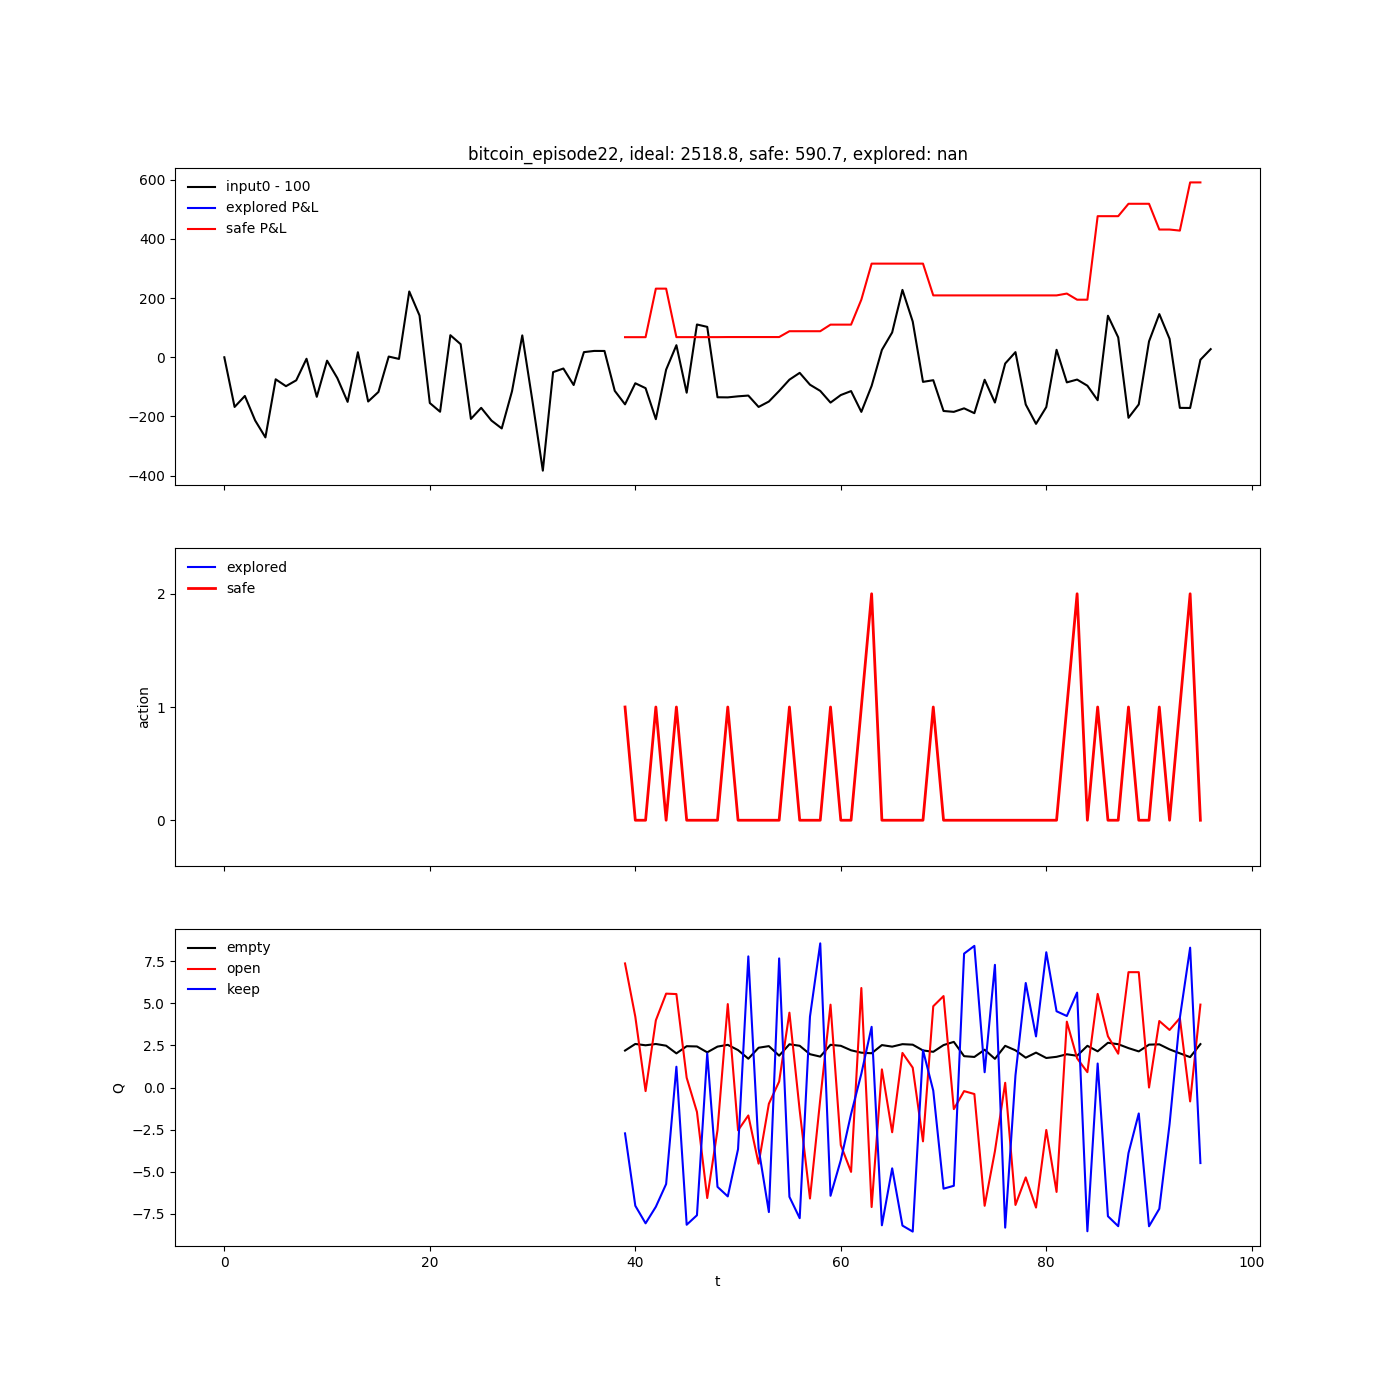 bitcoin_episode22, ideal: 2518.8, safe: 590.7, explored: nan
600
400
200
0
−200
−400
input0 - 100
explored P&L
safe P&L
2
1
0
action
explored
safe
7.5
5.0
2.5
0.0
−2.5
−5.0
−7.5
Q
empty
open
keep
0 20 40 60 80 100
t